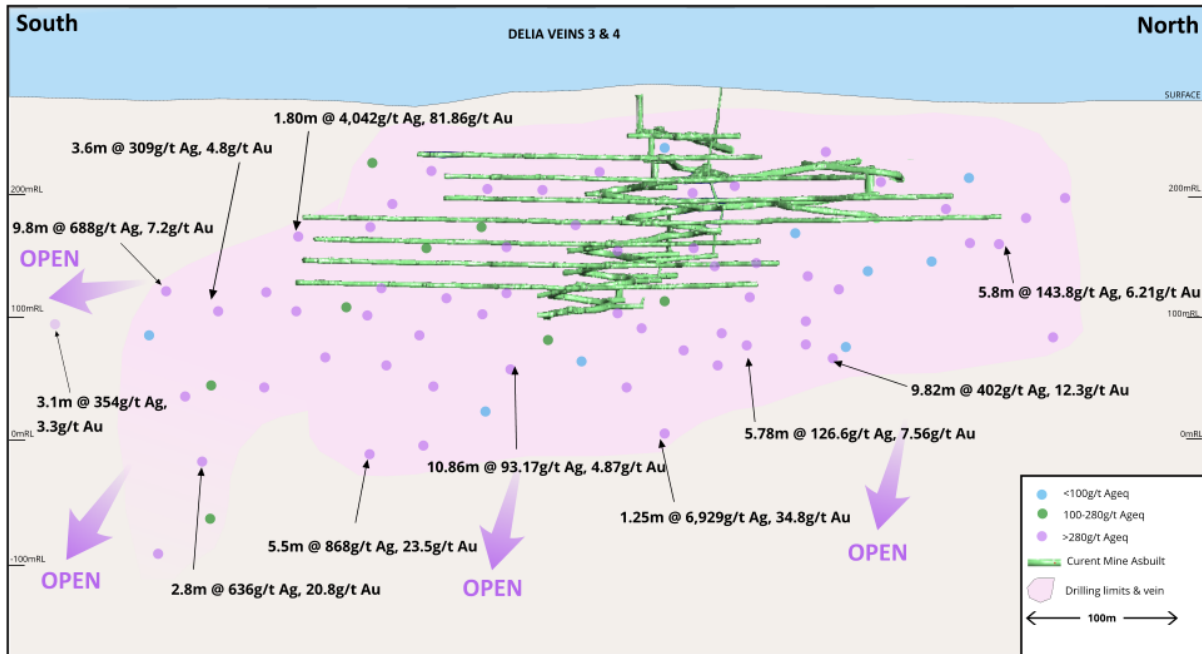 South
DELIA VEINS 3 & 4
North
SURFACE
1.80m @ 4,042g/t Ag, 81.86g/t Au
3.6m @ 309g/t Ag, 4.8g/t Au
200mRL
200mRL
9.8m @ 688g/t Ag, 7.2g/t Au
OPEN
5.8m @ 143.8g/t Ag, 6.21g/t Au
100mRL
100mRL
3.1m @ 354g/t Ag,
3.3g/t Au
9.82m @ 402g/t Ag, 12.3g/t Au
0mRL
0mRL
5.78m @ 126.6g/t Ag, 7.56g/t Au
10.86m @ 93.17g/t Ag, 4.87g/t Au
1.25m @ 6,929g/t Ag, 34.8g/t Au
5.5m @ 868g/t Ag, 23.5g/t Au
OPEN
-100mRL
OPEN
OPEN
2.8m @ 636g/t Ag, 20.8g/t Au
<100g/t Ageq
100-280g/t Ageq
>280g/t Ageq
Curent Mine Asbuilt
Drilling limits & vein
100m